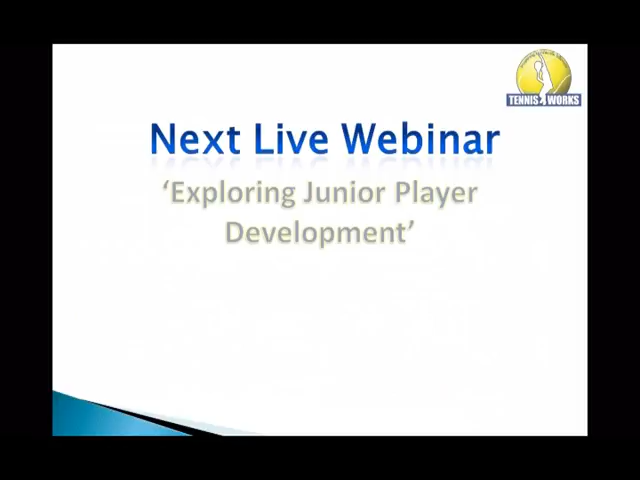 TENNIS WORKS
Next Live Webinar
‘Exploring Junior Player
Development’